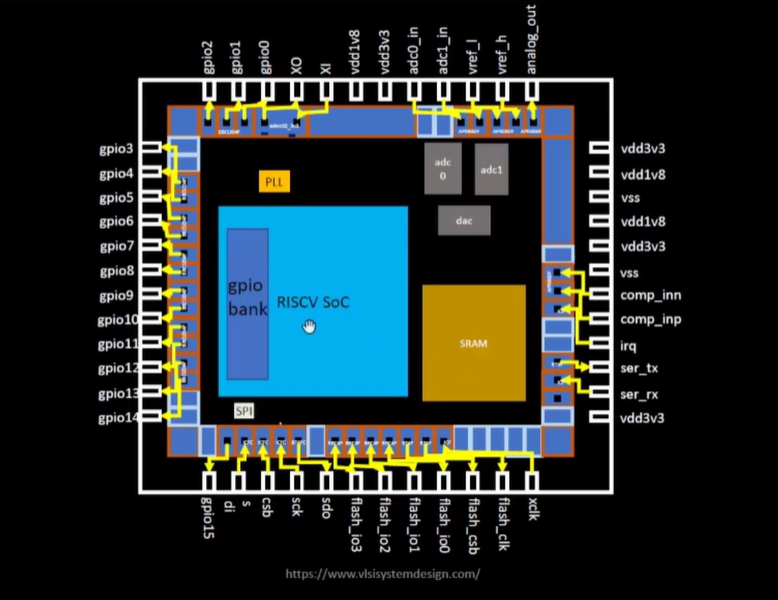 gpio2
gpio1
gpio0
XO
XI
vdd1v8
vdd3v3
adc0_in
adc1_in
vref_l
vref_h
analog_out
gpio3
gpio4
gpio5
gpio6
gpio7
gpio8
gpio9
gpio10
gpio11
gpio12
gpio13
gpio14
PLL
adc
0
adc1
dac
gpio
bank
RISCV SoC
SRAM
SPI
vdd3v3
vdd1v8
vss
vdd1v8
vdd3v3
vss
comp_inn
comp_inp
irq
ser_tx
ser_rx
vdd3v3
gpio15
di
s
csb
sck
sdo
flash_io3
flash_io2
flash_io1
flash_io0
flash_csb
flash_clk
xclk
https://www.vlsisystemdesign.com/